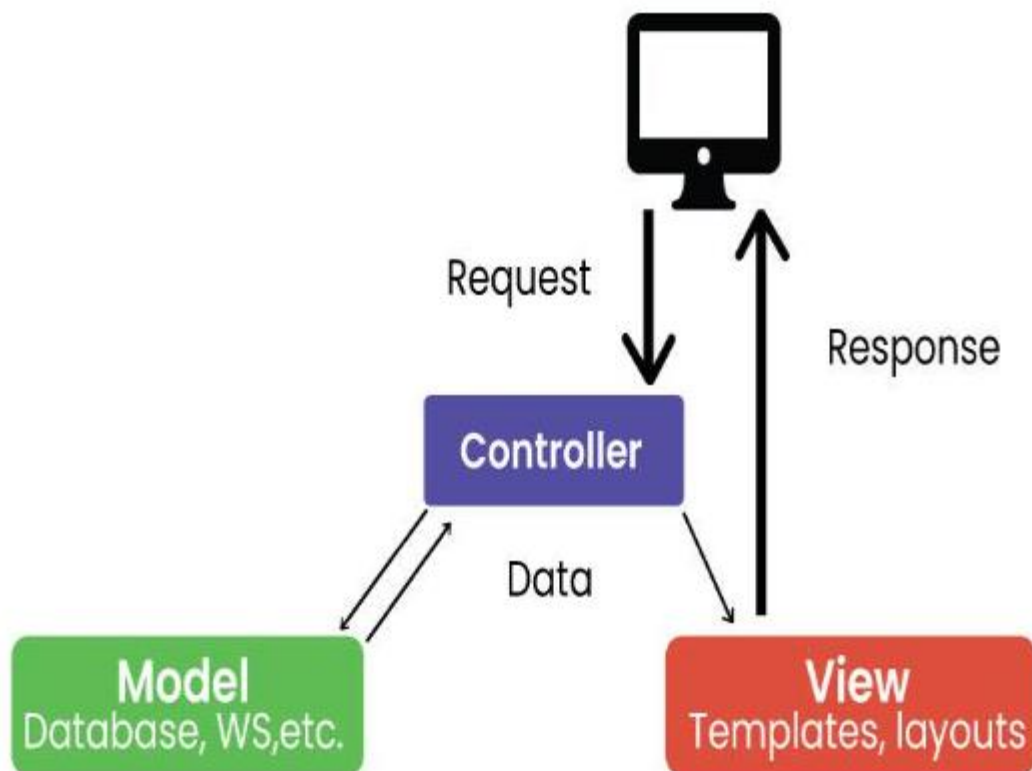 Request
Response
Controller
Data
Model
Database, WS,etc.
View
Templates, layouts